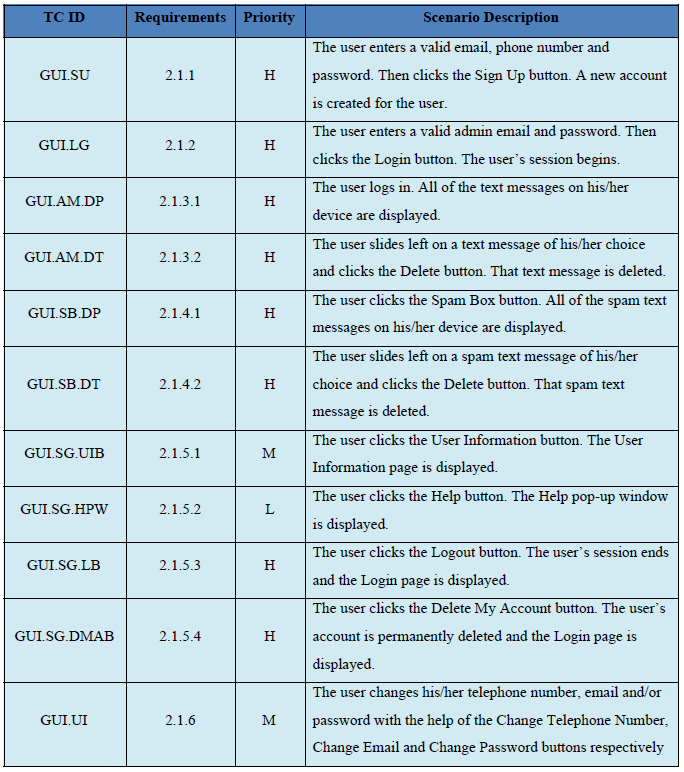 TC ID Requirements Priority Scenario Description
GUI.SU 2.1.1 H The user enters a valid email, phone number and
password. Then clicks the Sign Up button. A new account
is created for the user.
GUI.LG 2.1.2 H The user enters a valid admin email and password. Then
clicks the Login button. The user’s session begins.
GUI.AM.DP 2.1.3.1 H The user logs in. All of the text messages on his/her
device are displayed.
GUI.AM.DT 2.1.3.2 H The user slides left on a text message of his/her choice
and clicks the Delete button. That text message is deleted.
GUI.SB.DP 2.1.4.1 H The user clicks the Spam Box button. All of the spam text
messages on his/her device are displayed.
GUI.SB.DT 2.1.4.2 H The user slides left on a spam text message of his/her
choice and clicks the Delete button. That spam text
message is deleted.
GUI.SG.UIB 2.1.5.1 M The user clicks the User Information button. The User
Information page is displayed.
GUI.SG.HPW 2.1.5.2 L The user clicks the Help button. The Help pop-up window
is displayed.
GUI.SG.LB 2.1.5.3 H The user clicks the Logout button. The user’s session ends
and the Login page is displayed.
GUI.SG.DMAB 2.1.5.4 H The user clicks the Delete My Account button. The user’s
account is permanently deleted and the Login page is
displayed.
GUI.UI 2.1.6 M The user changes his/her telephone number, email and/or
password with the help of the Change Telephone Number,
Change Email and Change Password buttons respectively